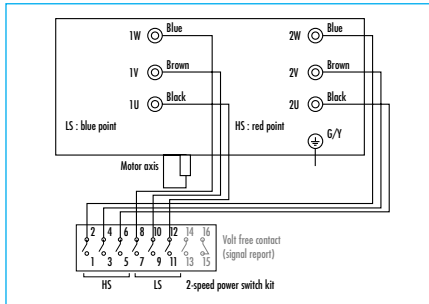 1W Blue 2W Blue
1V Brown 2V Brown
1U Black 2U Black
LS : blue point HS : red point
G/Y
Motor axis
2 4 6 8 10 12 14 16
Volt free contact
(signal report)
1 3 5 7 9 11 13 15
HS LS 2-speed power switch kit